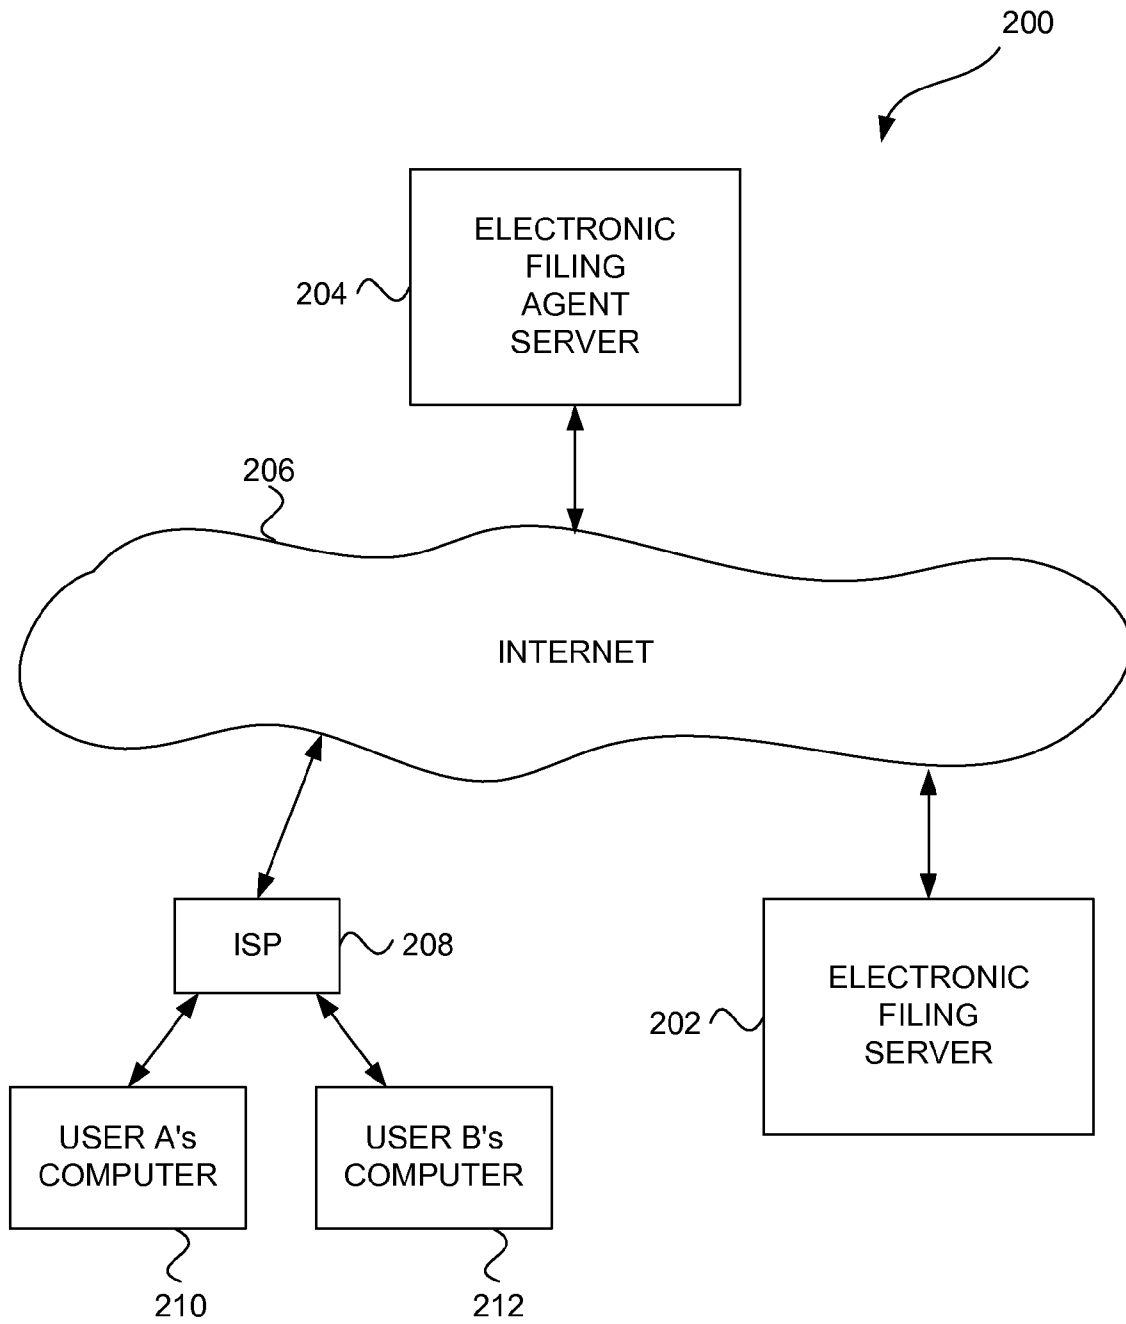 200
ELECTRONIC
FILING
AGENT
SERVER
204
206
INTERNET
ISP
208
ELECTRONIC
FILING
SERVER
202
USER A's
COMPUTER
USER B's
COMPUTER
210
212